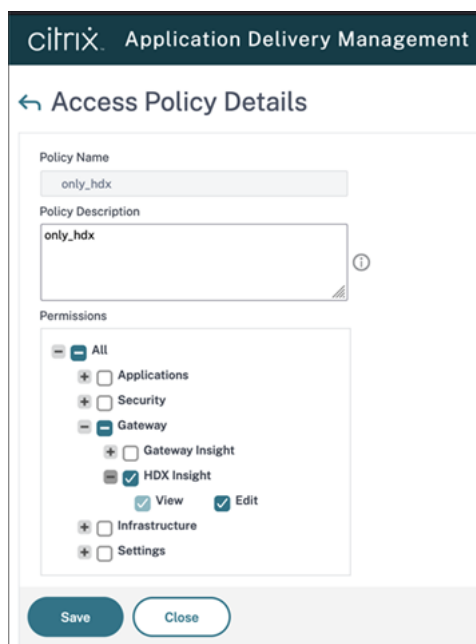 citrix. Application Delivery Management
Access Policy Details
Policy Name
only_hdx
Policy Description
only_hdx
Permissions
All
Applications
Security
Gateway
Gateway Insight
HDX Insight
View Edit
Infrastructure
Settings
Save Close